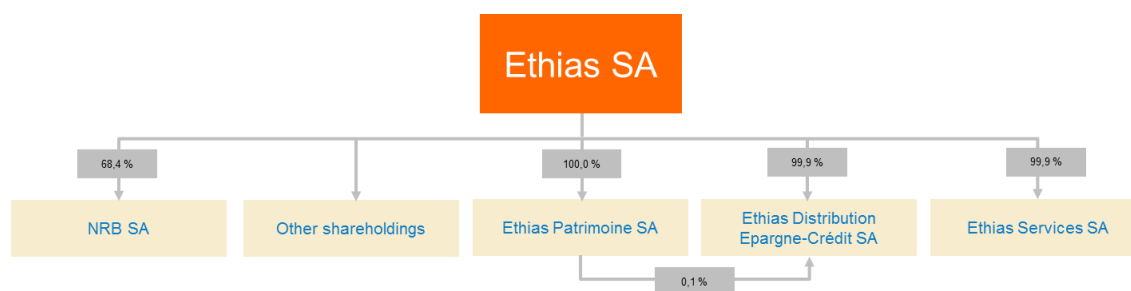 Ethias SA
68,4 %
100,0 %
99,9 %
99,9 %
NRB SA
Other shareholdings
Ethias Patrimoine SA
Ethias Distribution
Epargne-Crédit SA
Ethias Services SA
0,1 %